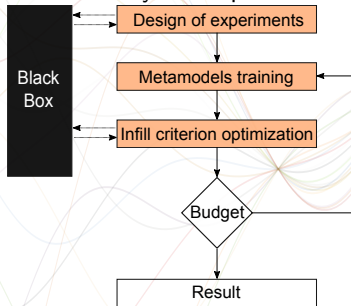 Design of experiments
Black
Box
Metamodels training
Infill criterion optimization
Budget
Result